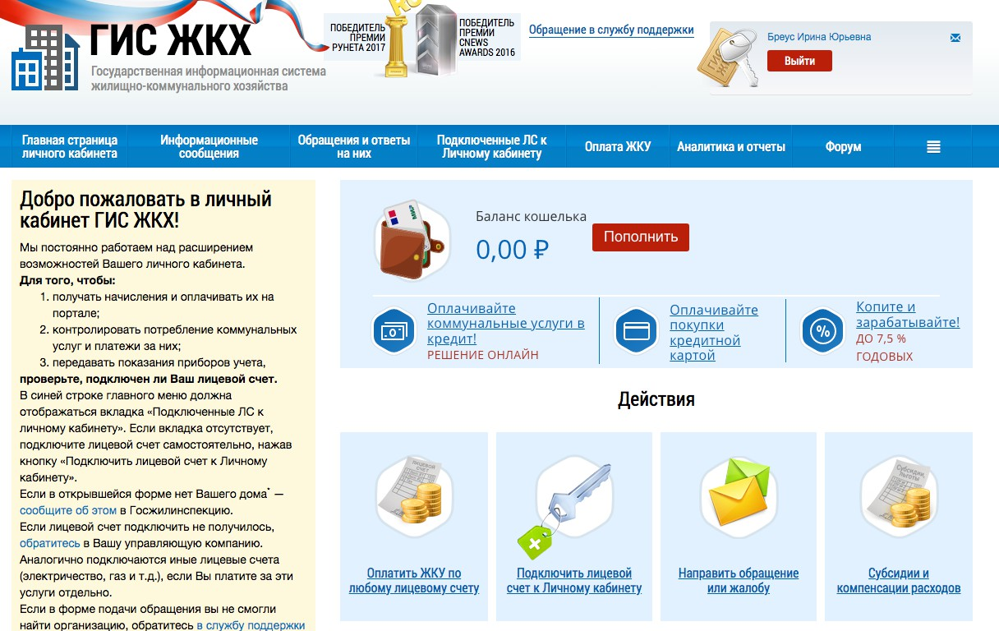 ГИС ЖКХ
Государственная информационная система
жилищно-коммунального хозяйства
ПОБЕДИТЕЛЬ
ПРЕМИИ
РУНЕТА 2017
ПОБЕДИТЕЛЬ
ПРЕМИИ
CNEWS
AWARDS 2016
Обращение в службу поддержки
Бреус Ирина Юрьевна
Выйти
Главная страница
личного кабинета
Информационные
сообщения
Обращения и ответы
на них
Подключенные ЛС к
Личному кабинету
Оплата ЖКУ
Аналитика и отчеты
Форум
Добро пожаловать в личный
кабинет ГИС ЖКХ!
Мы постоянно работаем над расширением
возможностей Вашего личного кабинета.
Для того, чтобы:
1. получать начисления и оплачивать их на
портале;
2. контролировать потребление коммунальных
услуг и платежи за них;
3. передавать показания приборов учета,
проверьте, подключен ли Ваш лицевой счет.
В синей строке главного меню должна
отображаться вкладка «Подключенные ЛС к
личному кабинету». Если вкладка отсутствует,
подключите лицевой счет самостоятельно, нажав
кнопку «Подключить лицевой счет к Личному
кабинету».
Если в открывшейся форме нет Вашего дома* —
сообщите об этом в Госжилинспекцию.
Если лицевой счет подключить не получилось,
обратитесь в Вашу управляющую компанию.
Аналогично подключаются иные лицевые счета
(электричество, газ и т.д.), если Вы платите за эти
услуги отдельно.
Если в форме подачи обращения вы не смогли
найти организацию, обратитесь в службу поддержки
Баланс кошелька
0,00 ₽
Пополнить
Оплачивайте
коммунальные услуги в
кредит!
РЕШЕНИЕ ОНЛАЙН
Оплачивайте
покупки
кредитной
картой
%
Копите и
зарабатывайте!
ДО 7,5 %
ГОДОВЫХ
Действия
ЛИЦЕВОЙ
СЧЕТ
Оплатить ЖКУ по
любому лицевому счету
Подключить лицевой
счет к Личному кабинету
Направить обращение
или жалобу
Субсидии,
льготы
Субсидии и
компенсации расходов